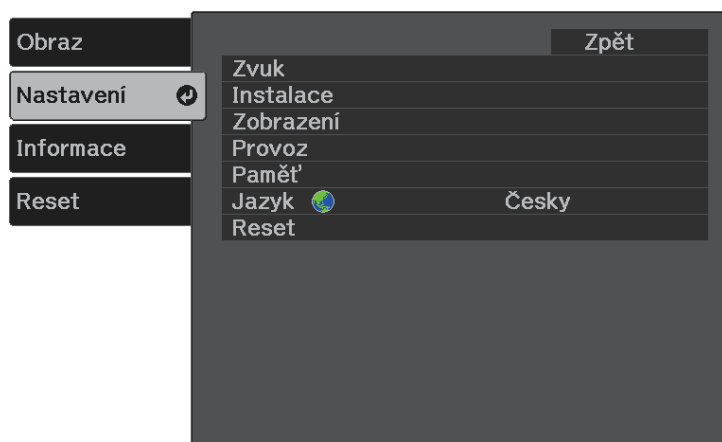 Obraz
Nastavení
Informace
Reset
Zpět
Zvuk
Instalace
Zobrazení
Provoz
Paměť
Jazyk Česky
Reset